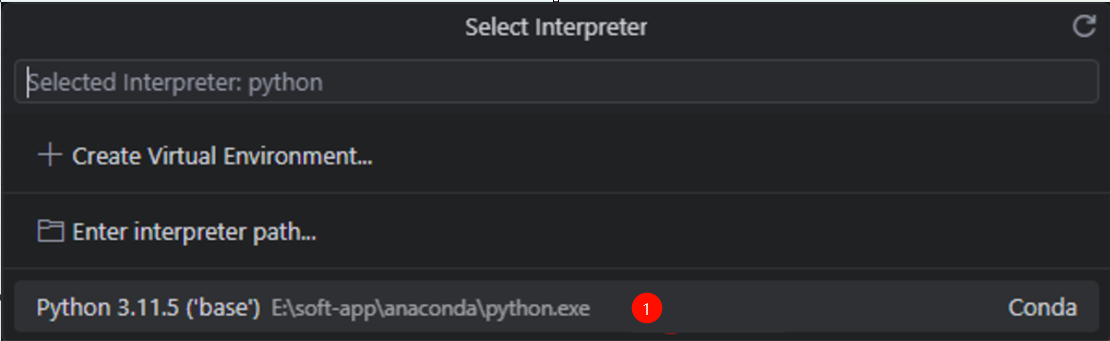 Select Interpreter
Selected Interpreter: python
Create Virtual Environment...
Enter interpreter path...
Python 3.11.5 ('base') E:\soft-app\anaconda\python.exe 1 Conda